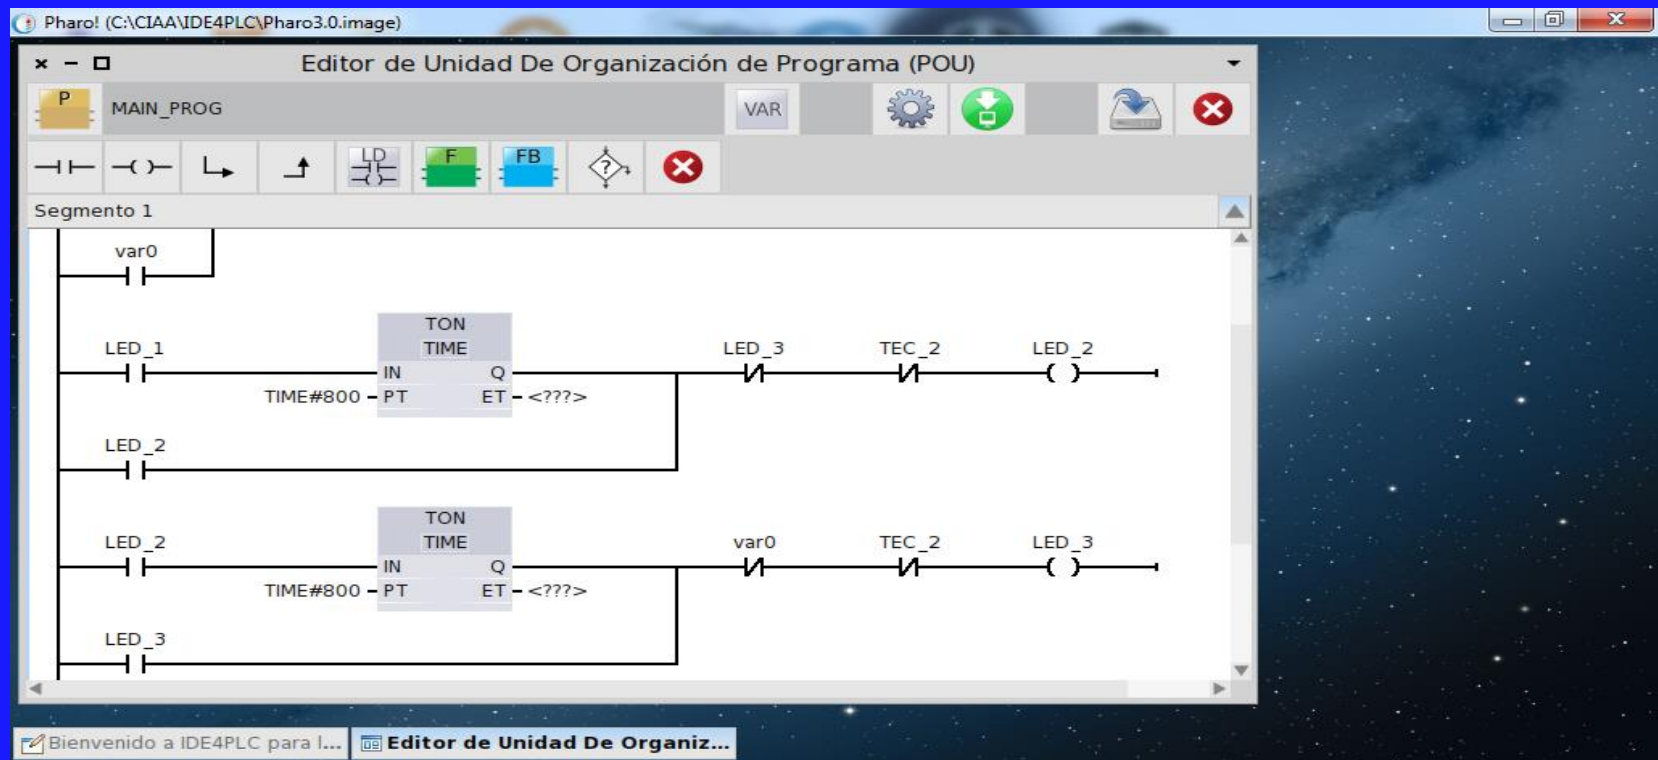 Pharo! (C:\CIAA\IDE4PLC\Pharo3.0.image)
Editor de Unidad De Organización de Programa (POU)
P MAIN_PROG VAR
LD F FB ?
Segmento 1
var0
TON
LED_1 TIME LED_3 TEC_2 LED_2
IN Q
TIME#800 PT ET <???>
LED_2
TON
LED_2 TIME var0 TEC_2 LED_3
IN Q
TIME#800 PT ET <???>
LED_3
Bienvenido a IDE4PLC para l... Editor de Unidad De Organiz...